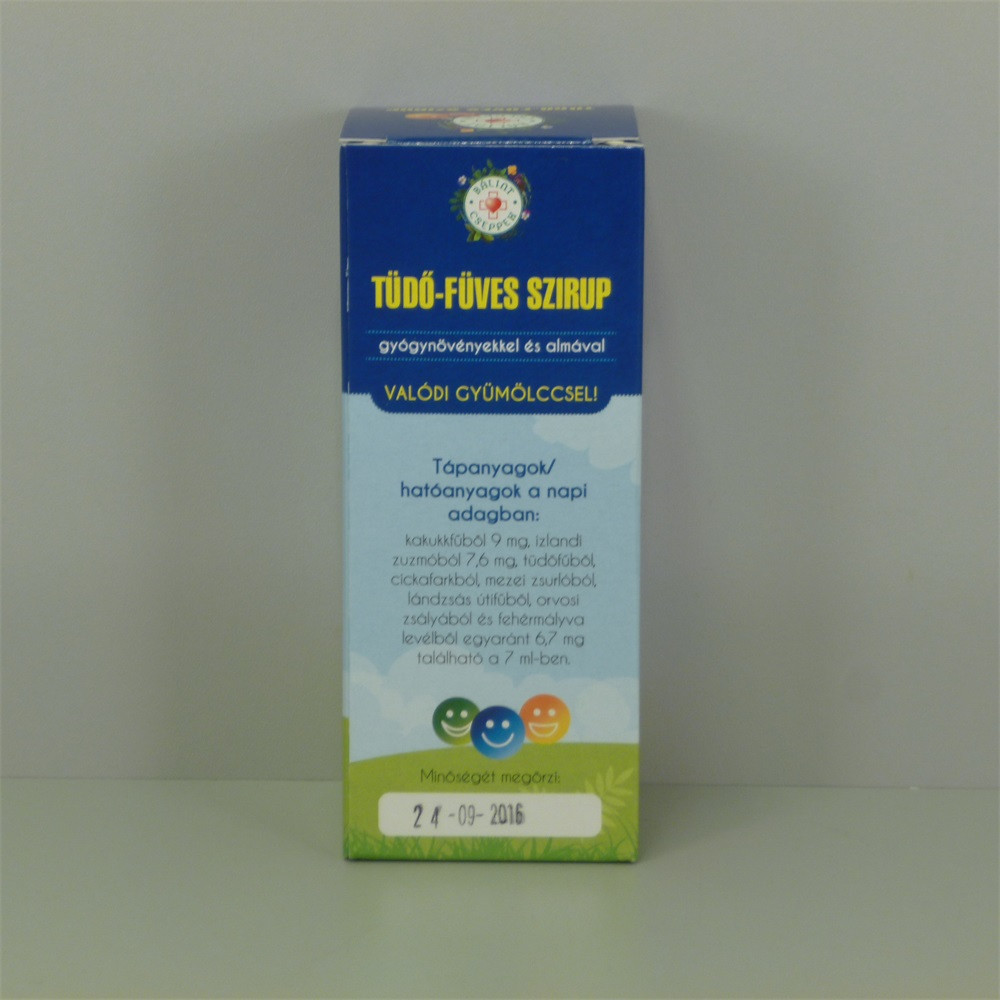 BÁLINT
CSEPPEK
TÜDŐ-FÜVES SZIRUP
gyógynövényekkel és almával
VALÓDI GYÜMÖLCCSEL!
Tápanyagok/
hatóanyagok a napi
adagban:
kakukkfűből 9 mg, izlandi
zuzmóból 7,6 mg, tüdőfűből,
cickafarkból, mezei zsurlóból,
lándzsás útifűből, orvosi
zsályából és fehérmályva
levélből egyaránt 6,7 mg
található a 7 ml-ben.
Minőségét megőrzi:
24-09-2016